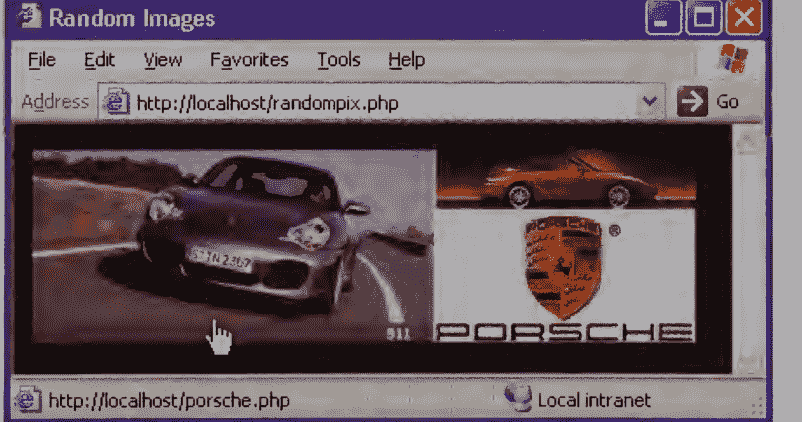 Random Images
File Edit View Favorites Tools Help
Address http://localhost/randompix.php Go
911
®
PORSCHE
http://localhost/porsche.php Local intranet